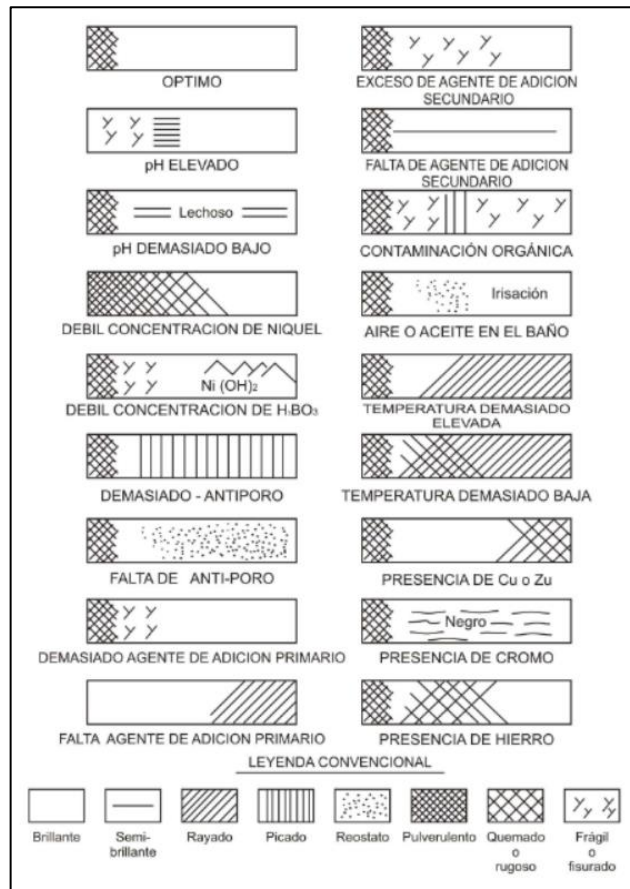 OPTIMO
EXCESO DE AGENTE DE ADICION
SECUNDARIO
pH ELEVADO
FALTA DE AGENTE DE ADICION
SECUNDARIO
Lechoso
pH DEMASIADO BAJO
CONTAMINACIÓN ORGÁNICA
DEBIL CONCENTRACION DE NIQUEL
Irisación
AIRE O ACEITE EN EL BAÑO
Ni (OH)₂
DEBIL CONCENTRACION DE H₃BO₃
TEMPERATURA DEMASIADO
ELEVADA
DEMASIADO - ANTIPORO
TEMPERATURA DEMASIADO BAJA
FALTA DE ANTI-PORO
PRESENCIA DE Cu o Zu
DEMASIADO AGENTE DE ADICION PRIMARIO
Negro
PRESENCIA DE CROMO
FALTA AGENTE DE ADICION PRIMARIO
PRESENCIA DE HIERRO
LEYENDA CONVENCIONAL
Brillante
Semi-
brillante
Rayado
Picado
Reostato
Pulverulento
Quemado
o
rugoso
Frágil
o
fisurado